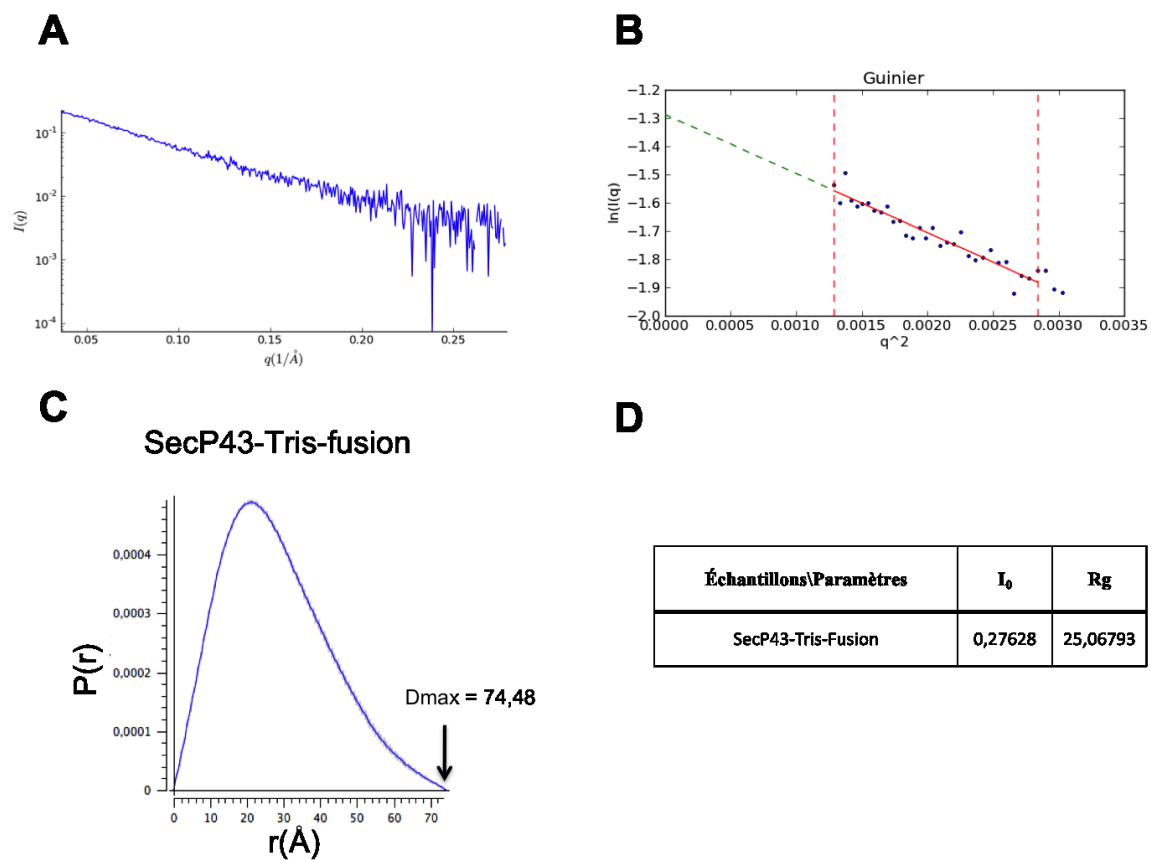 A
10⁻¹
10⁻²
10⁻³
10⁻⁴
I(q)
0.05 0.10 0.15 0.20 0.25
q(1/Å)
B
Guinier
−1.2
−1.3
−1.4
−1.5
−1.6
−1.7
−1.8
−1.9
−2.0
ln(I(q)
0.0000 0.0005 0.0010 0.0015 0.0020 0.0025 0.0030 0.0035
q^2
C
SecP43-Tris-fusion
0,0004
0,0003
0,0002
0,0001
0
P(r)
Dmax = 74,48
0 10 20 30 40 50 60 70
r(Å)
D
Échantillons\Paramètres I₀ Rg
SecP43-Tris-Fusion 0,27628 25,06793